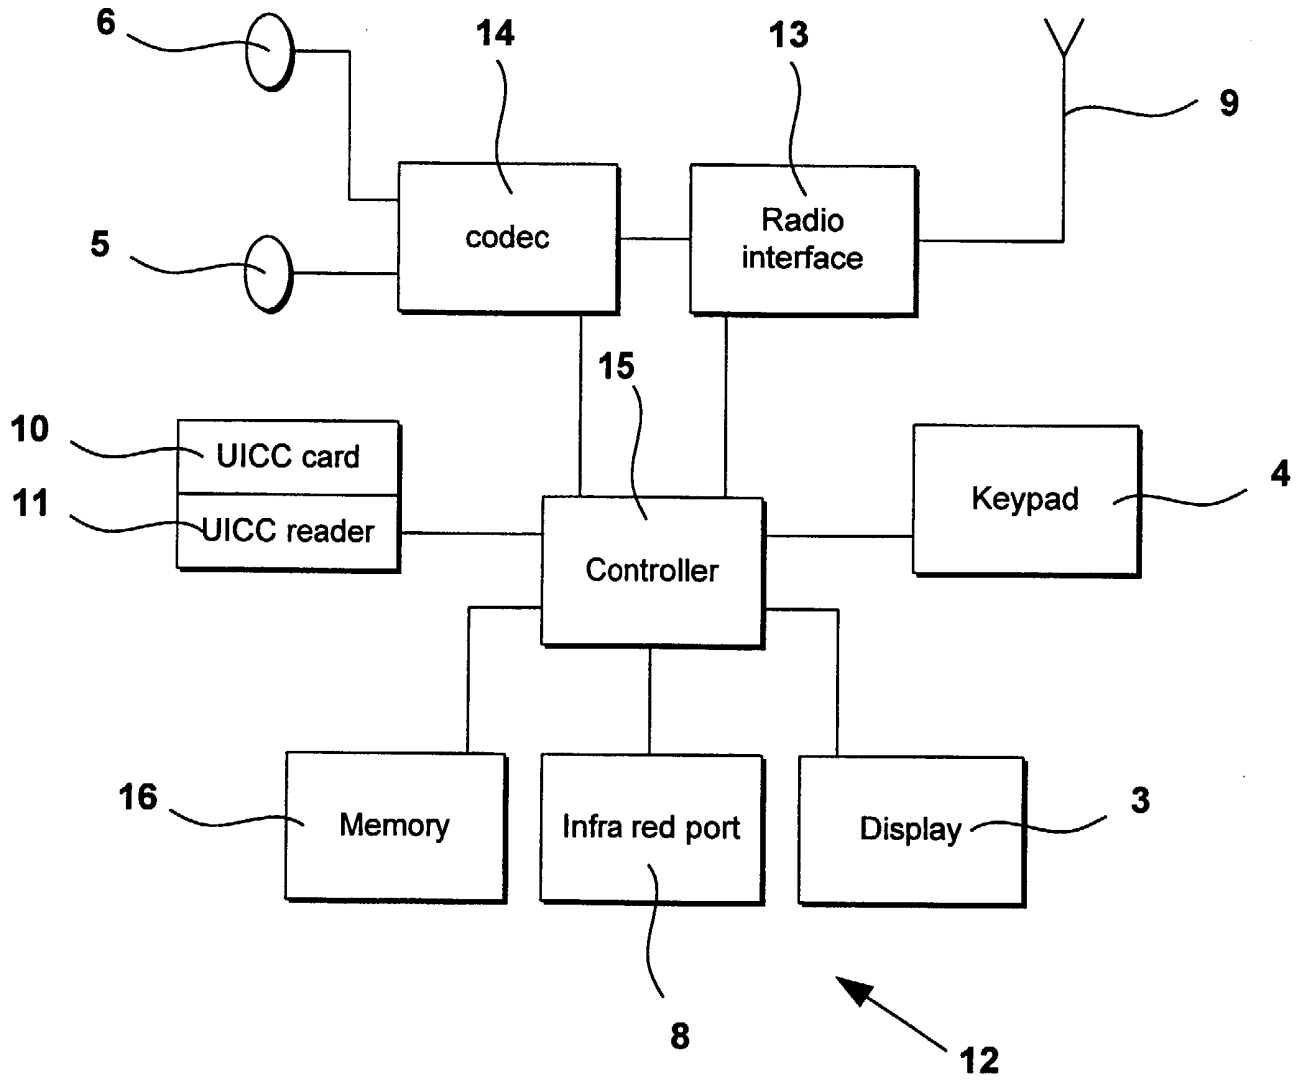 6
14
13
9
codec
Radio
interface
5
15
10
UICC card
11
UICC reader
Keypad
4
Controller
16
Memory
Infra red port
Display
3
8
12